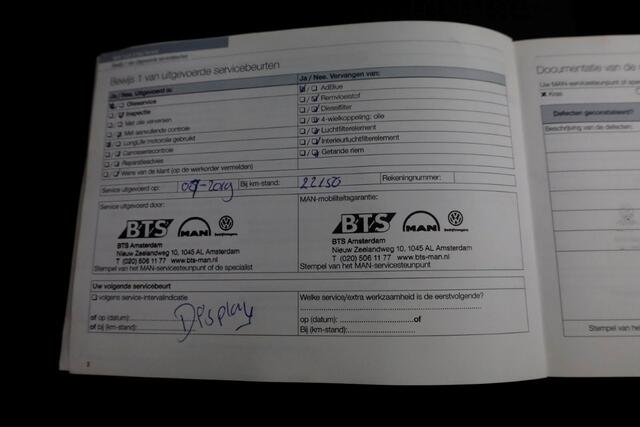 Bewijs 1 van uitgevoerde servicebeurten
Ja / Nee. Uitgevoerd is:
Olieservice
Inspectie
Met olie verversen
Met aanvullende controle
LongLife motorolie gebruikt
Carrosseriecontrole
Reparatieadvies
Wens van de klant (op de werkorder vermelden)
Ja / Nee. Vervangen van:
AdBlue
Remvloeistof
Dieselfilter
4-wielkoppeling: olie
Luchtfilterelement
Interieurluchtfilterelement
Getande riem
Service uitgevoerd op:
Bij km-stand: 22150
Rekeningnummer:
Service uitgevoerd door:
BTS MAN
BTS Amsterdam
Nieuw Zeelandweg 10, 1045 AL Amsterdam
T (020) 506 11 77 www.bts-man.nl
Stempel van het MAN-servicesteunpunt of de specialist
MAN-mobiliteitsgarantie:
BTS MAN
BTS Amsterdam
Nieuw Zeelandweg 10, 1045 AL Amsterdam
T (020) 506 11 77 www.bts-man.nl
Stempel van het MAN-servicesteunpunt
Uw volgende servicebeurt
volgens service-intervalindicatie
Display
of op (datum):
of bij (km-stand):
Welke service/extra werkzaamheid is de eerstvolgende?
op (datum): of
Bij (km-stand):
Documentatie van de
Uw MAN-servicesteunpunt
Kras
Defecten geconstateerd?
Beschrijving van de defecten:
Stempel van